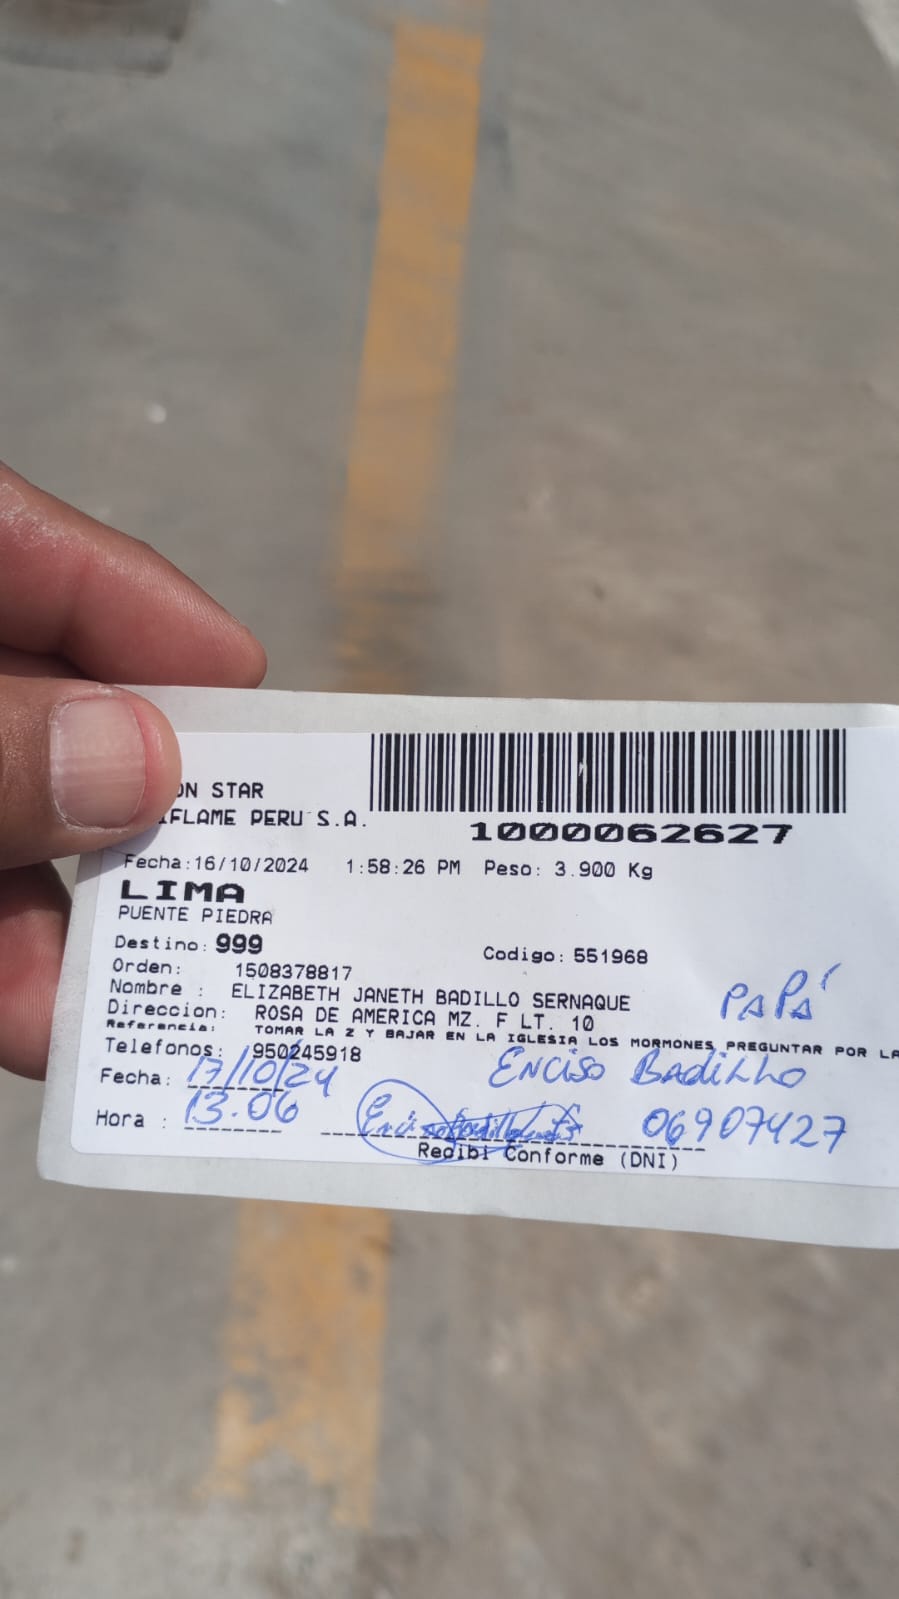 ON STAR
IFLAME PERU S.A.
1000062627
Fecha:16/10/2024 1:58:26 PM Peso: 3.900 Kg
LIMA
PUENTE PIEDRA
Destino: 999 Codigo: 551968
Orden: 1508378817
Nombre : ELIZABETH JANETH BADILLO SERNAQUE
PAPÁ
Direccion: ROSA DE AMERICA MZ. F LT. 10
Referencia: TOMAR LA Z Y BAJAR EN LA IGLESIA LOS MORMONES PREGUNTAR POR LA
Telefonos: 950245918
ENCISO BADILLO
Fecha: 17/10/24
Hora : 13.06
06907427
Recibi Conforme (DNI)